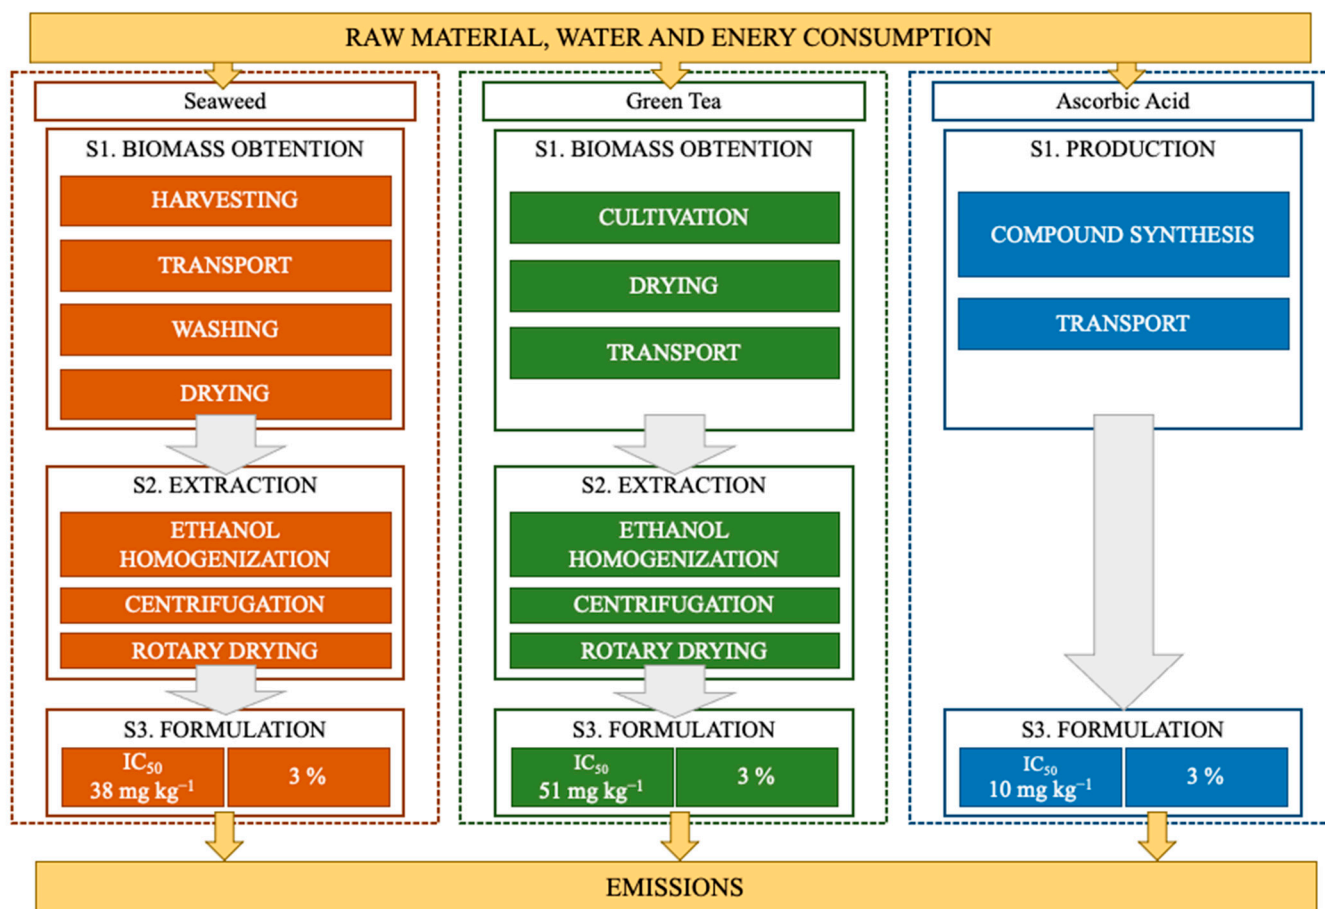 RAW MATERIAL, WATER AND ENERY CONSUMPTION
Seaweed
S1. BIOMASS OBTENTION
HARVESTING
TRANSPORT
WASHING
DRYING
S2. EXTRACTION
ETHANOL
HOMOGENIZATION
CENTRIFUGATION
ROTARY DRYING
S3. FORMULATION
IC₅₀
38 mg kg⁻¹
3 %
Green Tea
S1. BIOMASS OBTENTION
CULTIVATION
DRYING
TRANSPORT
S2. EXTRACTION
ETHANOL
HOMOGENIZATION
CENTRIFUGATION
ROTARY DRYING
S3. FORMULATION
IC₅₀
51 mg kg⁻¹
3 %
Ascorbic Acid
S1. PRODUCTION
COMPOUND SYNTHESIS
TRANSPORT
S3. FORMULATION
IC₅₀
10 mg kg⁻¹
3 %
EMISSIONS